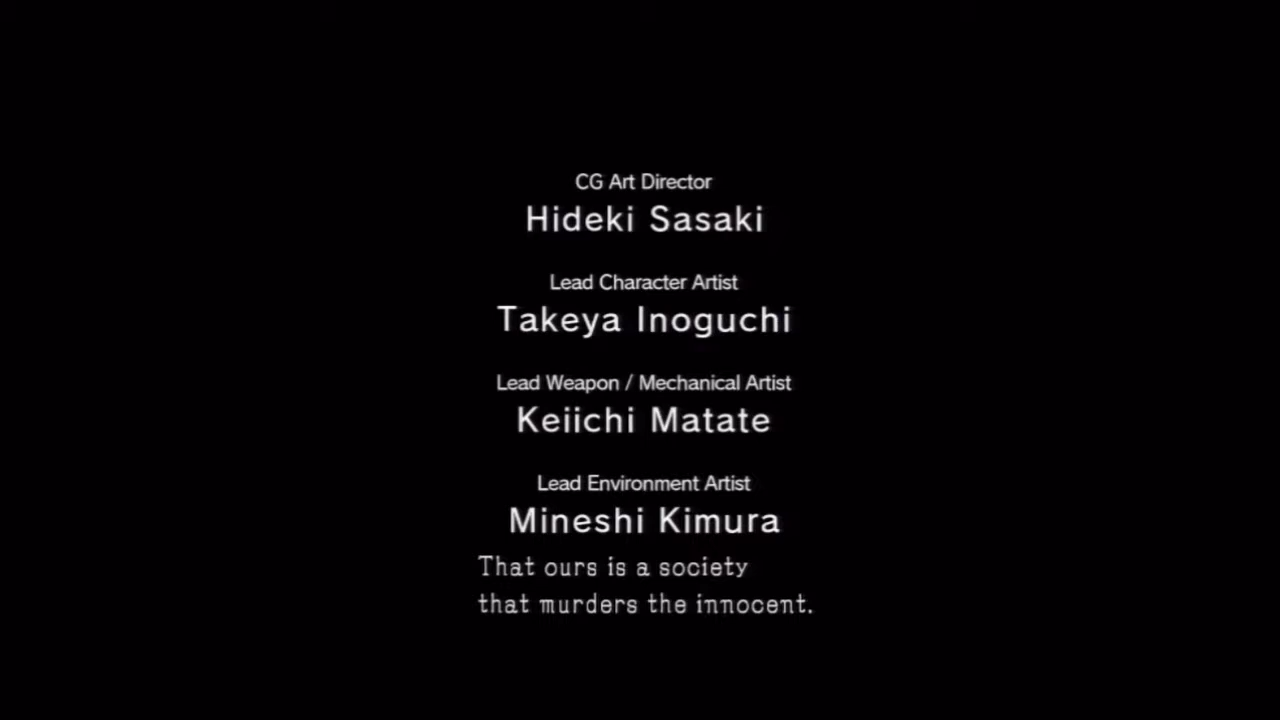 CG Art Director
Hideki Sasaki
Lead Character Artist
Takeya Inoguchi
Lead Weapon / Mechanical Artist
Keiichi Matate
Lead Environment Artist
Mineshi Kimura
That ours is a society
that murders the innocent.